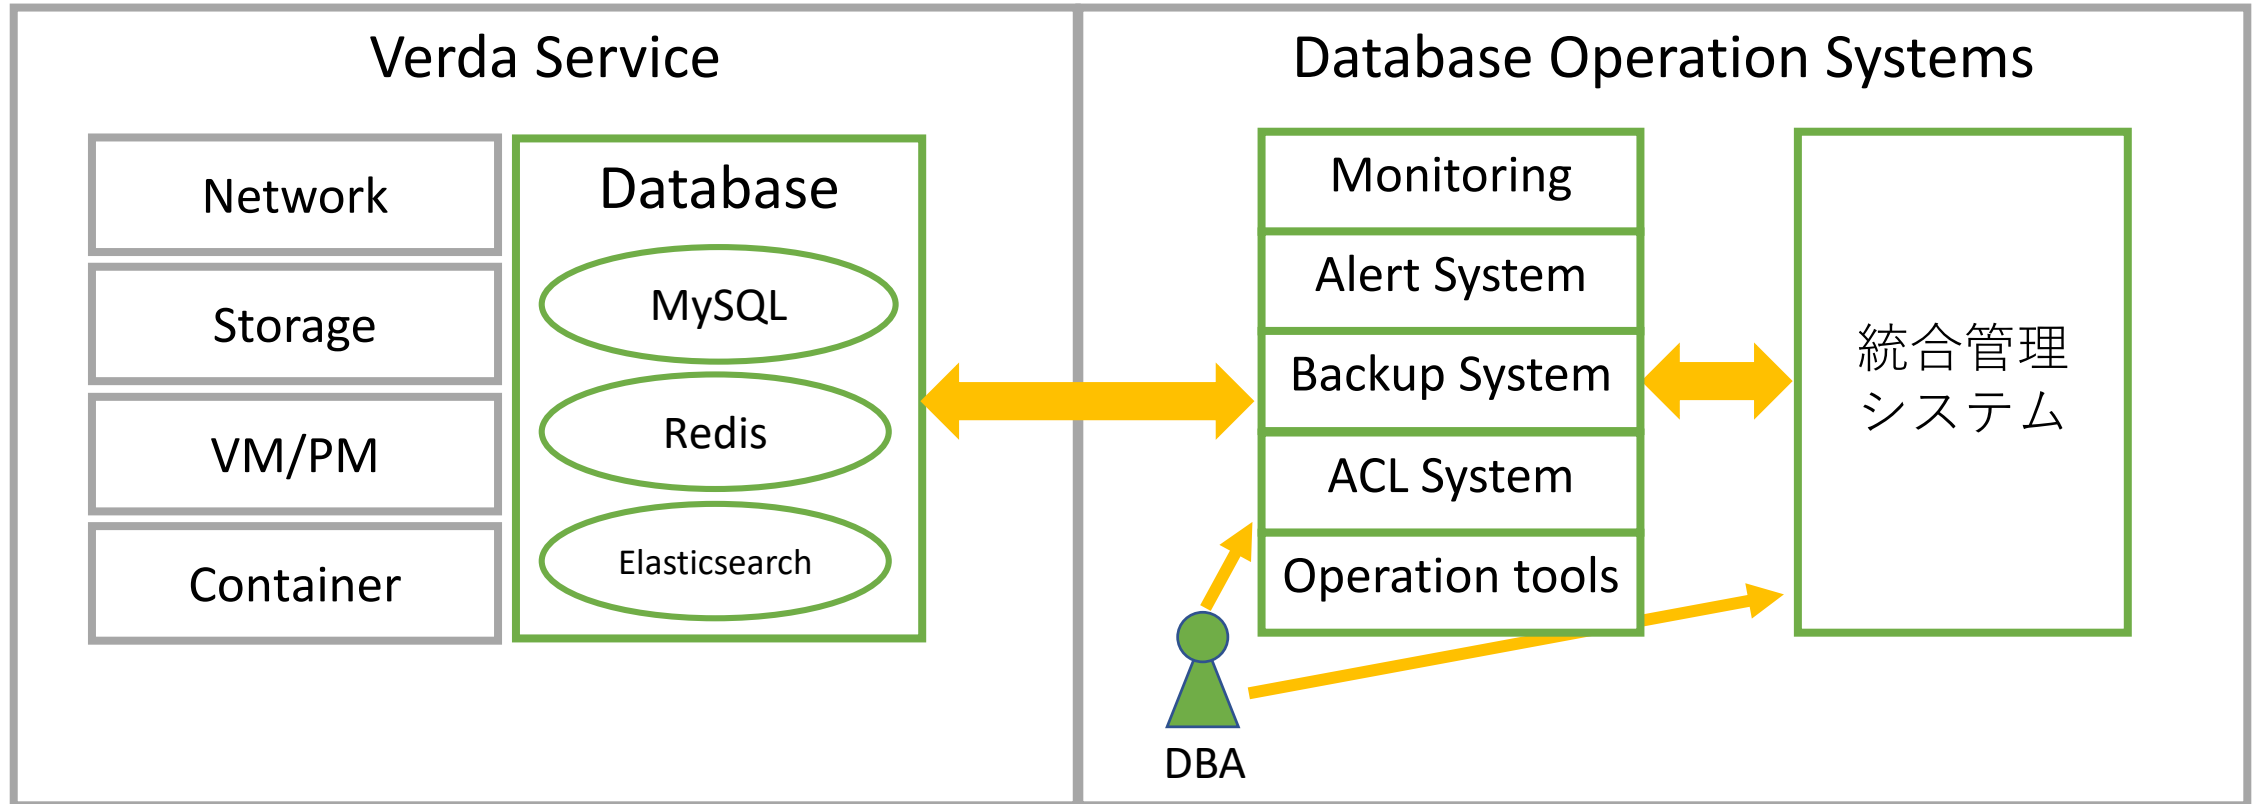 Verda Service
Network
Storage
VM/PM
Container
Database
MySQL
Redis
Elasticsearch
Database Operation Systems
Monitoring
Alert System
Backup System
ACL System
Operation tools
統合管理
システム
DBA